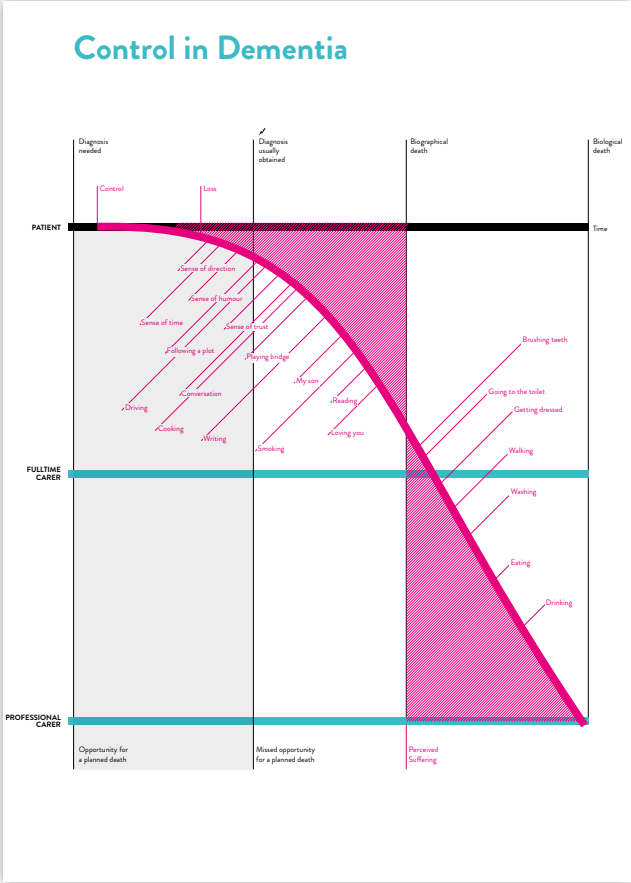 Control in Dementia
Diagnosis
needed
Diagnosis
usually
obtained
Biographical
death
Biological
death
Control
Loss
PATIENT
Time
Sense of direction
Sense of humour
Sense of time
Sense of trust
Following a plot
Playing bridge
Brushing teeth
My son
Going to the toilet
Conversation
Reading
Driving
Getting dressed
Cooking
Loving you
Writing
Smoking
Walking
FULLTIME
CARER
Washing
Eating
Drinking
PROFESSIONAL
CARER
Opportunity for
a planned death
Missed opportunity
for a planned death
Perceived
Suffering